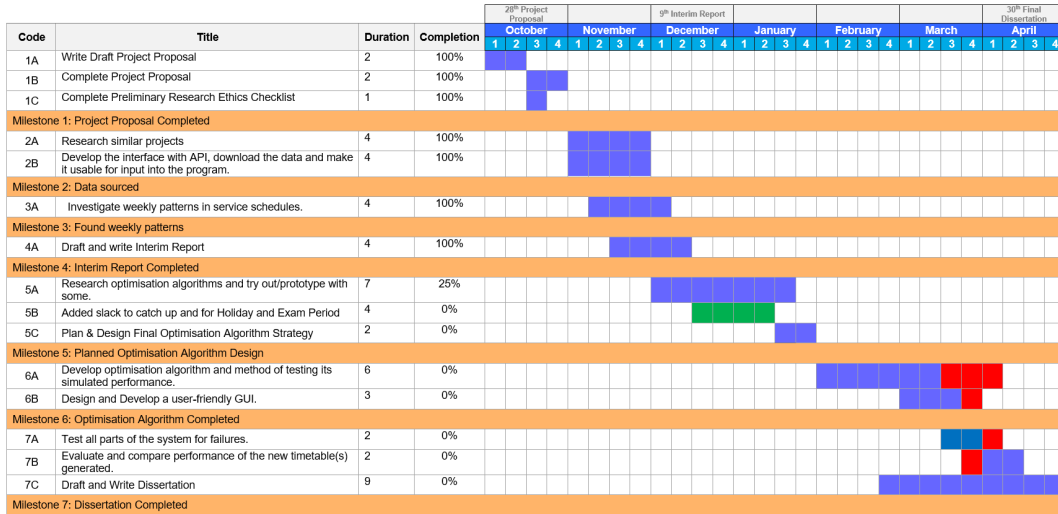 28th Project
Proposal
9th Interim Report
30th Final
Dissertation
Code Title Duration Completion October November December January February March April
1 2 3 4 1 2 3 4 1 2 3 4 1 2 3 4 1 2 3 4 1 2 3 4 1 2 3 4
1A Write Draft Project Proposal 2 100%
1B Complete Project Proposal 2 100%
1C Complete Preliminary Research Ethics Checklist 1 100%
Milestone 1: Project Proposal Completed
2A Research similar projects 4 100%
2B Develop the interface with API, download the data and make 4 100%
it usable for input into the program.
Milestone 2: Data sourced
3A Investigate weekly patterns in service schedules. 4 100%
Milestone 3: Found weekly patterns
4A Draft and write Interim Report 4 100%
Milestone 4: Interim Report Completed
5A Research optimisation algorithms and try out/prototype with 7 25%
some.
5B Added slack to catch up and for Holiday and Exam Period 4 0%
5C Plan & Design Final Optimisation Algorithm Strategy 2 0%
Milestone 5: Planned Optimisation Algorithm Design
6A Develop optimisation algorithm and method of testing its 6 0%
simulated performance.
6B Design and Develop a user-friendly GUI. 3 0%
Milestone 6: Optimisation Algorithm Completed
7A Test all parts of the system for failures. 2 0%
7B Evaluate and compare performance of the new timetable(s) 2 0%
generated.
7C Draft and Write Dissertation 9 0%
Milestone 7: Dissertation Completed